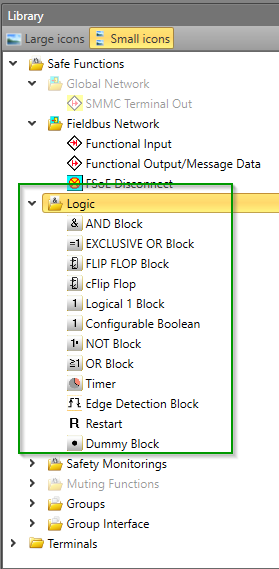 Library
Large icons Small icons
Safe Functions
Global Network
SMMC Terminal Out
Fieldbus Network
Functional Input
Functional Output/Message Data
FSoE Disconnect
& Logic
& AND Block
=1 EXCLUSIVE OR Block
FLIP FLOP Block
cFlip Flop
1 Logical 1 Block
1 Configurable Boolean
1 NOT Block
≥1 OR Block
Timer
Edge Detection Block
R Restart
Dummy Block
Safety Monitorings
Muting Functions
Groups
Group Interface
Terminals